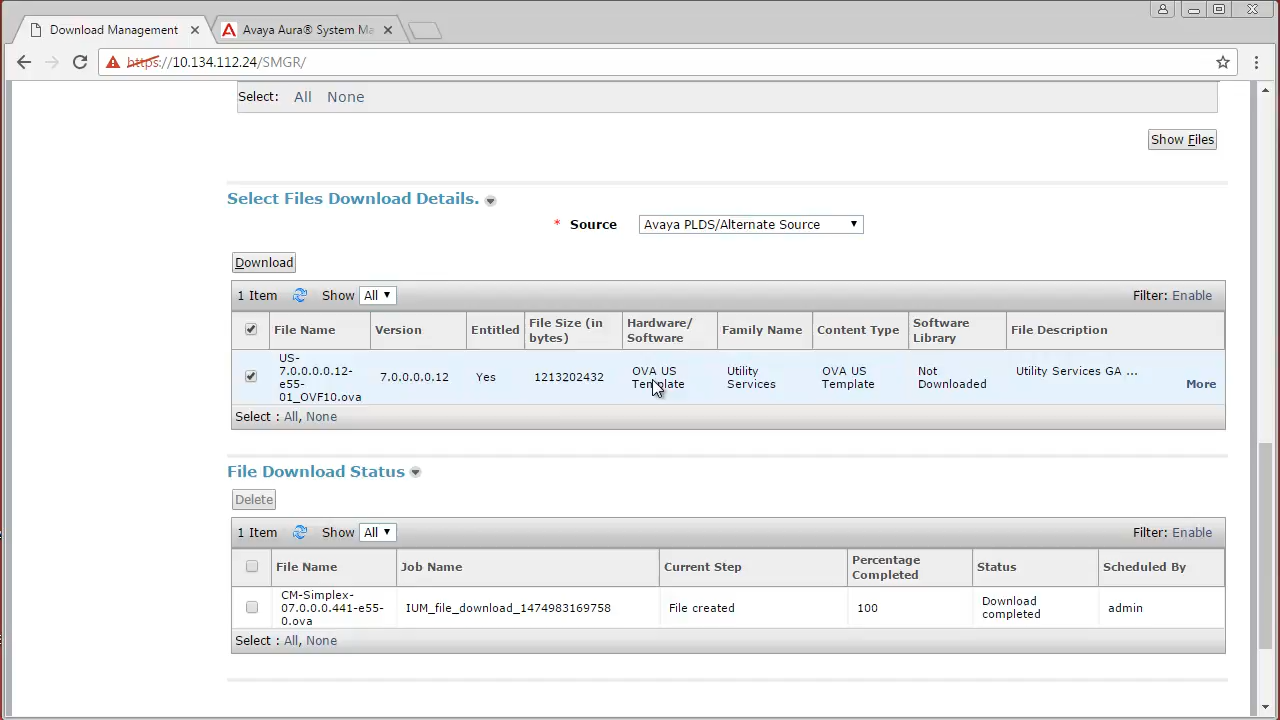 Download Management
Avaya Aura® System Ma
https://10.134.112.24/SMGR/
Select: All None
Show Files
Select Files Download Details.
* Source Avaya PLDS/Alternate Source
Download
1 Item Show All Filter: Enable
File Name Version Entitled File Size (in bytes) Hardware/Software Family Name Content Type Software Library File Description
US-7.0.0.0.0.12-e55-01_OVF10.ova 7.0.0.0.0.12 Yes 1213202432 OVA US Template Utility Services OVA US Template Not Downloaded Utility Services GA ... More
Select : All, None
File Download Status
Delete
1 Item Show All Filter: Enable
File Name Job Name Current Step Percentage Completed Status Scheduled By
CM-Simplex-07.0.0.0.441-e55-0.ova IUM_file_download_1474983169758 File created 100 Download completed admin
Select : All, None